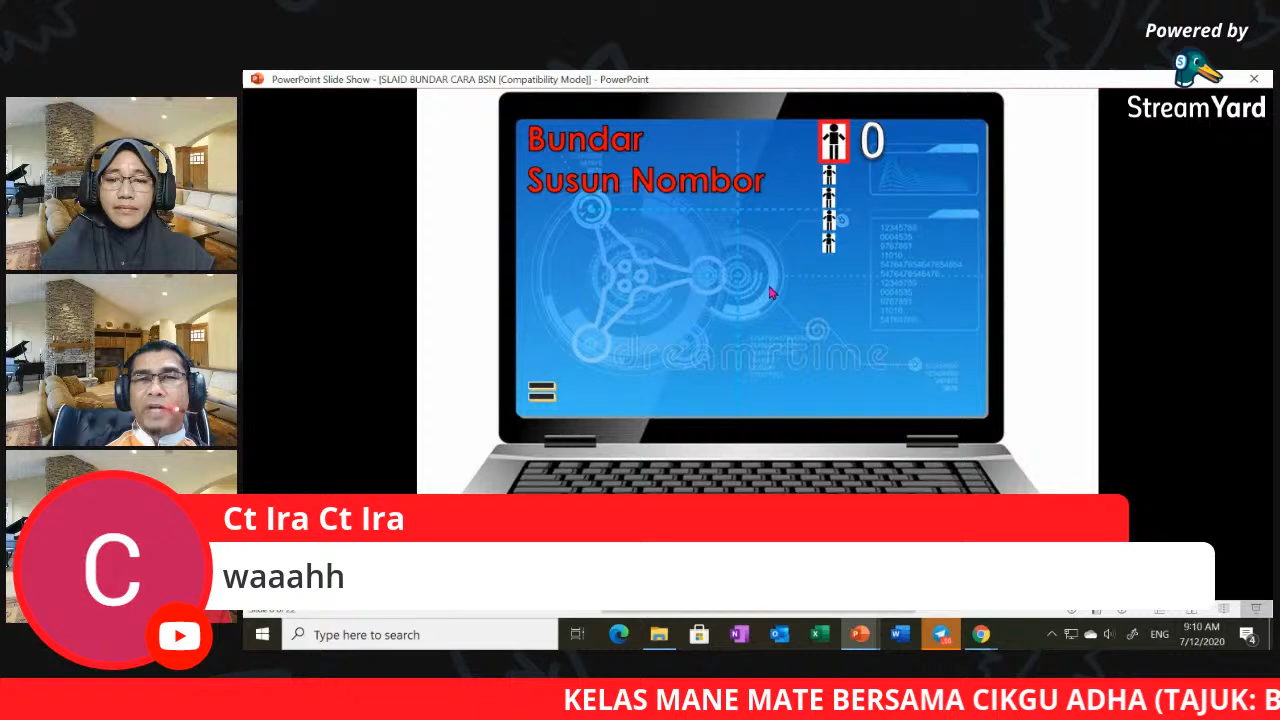 Powered by
StreamYard
PowerPoint Slide Show - [SLAID BUNDAR CARA BSN [Compatibility Mode]] - PowerPoint
Bundar
Susun Nombor
0
dreamstime
Ct Ira Ct Ira
C
waaahh
Type here to search
ENG
9:10 AM
7/12/2020
4
KELAS MANE MATE BERSAMA CIKGU ADHA (TAJUK: B